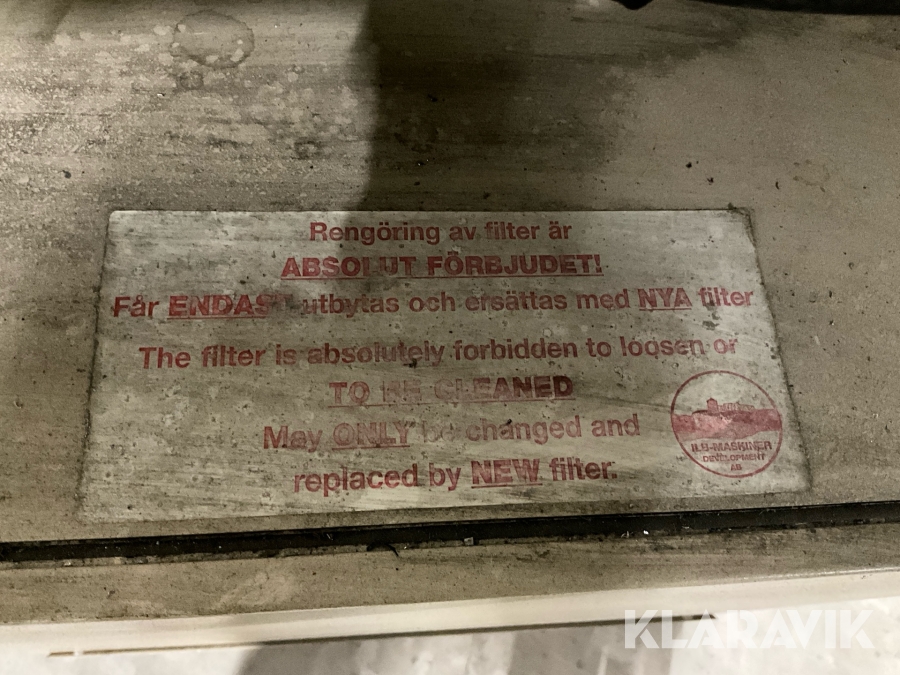 Rengöring av filter är
ABSOLUT FÖRBJUDET!
Får ENDAST utbytas och ersättas med NYA filter
The filter is absolutely forbidden to loosen or
TO BE CLEANED
May ONLY be changed and
replaced by NEW filter.
ILB-MASKINER
DEVELOPMENT
AB
KLARAVIK